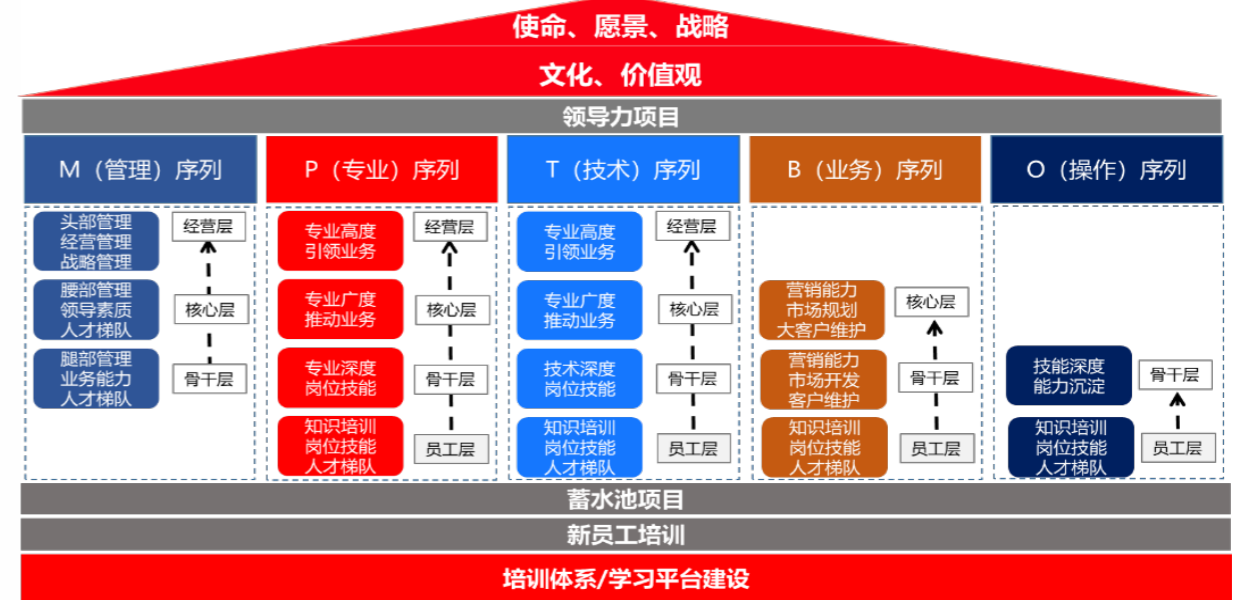 使命、愿景、战略
文化、价值观
领导力项目
M（管理）序列
头部管理
经营管理
战略管理
经营层
腰部管理
领导素质
人才梯队
核心层
腿部管理
业务能力
人才梯队
骨干层
P（专业）序列
专业高度
引领业务
经营层
专业广度
推动业务
核心层
专业深度
岗位技能
骨干层
知识培训
岗位技能
人才梯队
员工层
T（技术）序列
专业高度
引领业务
经营层
专业广度
推动业务
核心层
技术深度
岗位技能
骨干层
知识培训
岗位技能
人才梯队
员工层
B（业务）序列
营销能力
市场规划
大客户维护
核心层
营销能力
市场开发
客户维护
骨干层
知识培训
岗位技能
人才梯队
员工层
O（操作）序列
技能深度
能力沉淀
骨干层
知识培训
岗位技能
人才梯队
员工层
蓄水池项目
新员工培训
培训体系/学习平台建设